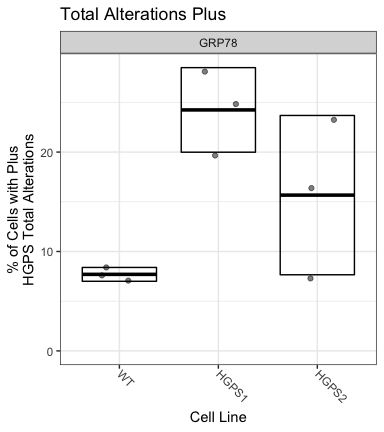 Total Alterations Plus
GRP78
% of Cells with Plus
HGPS Total Alterations
20
10
0
WT
HGPS1
HGPS2
Cell Line